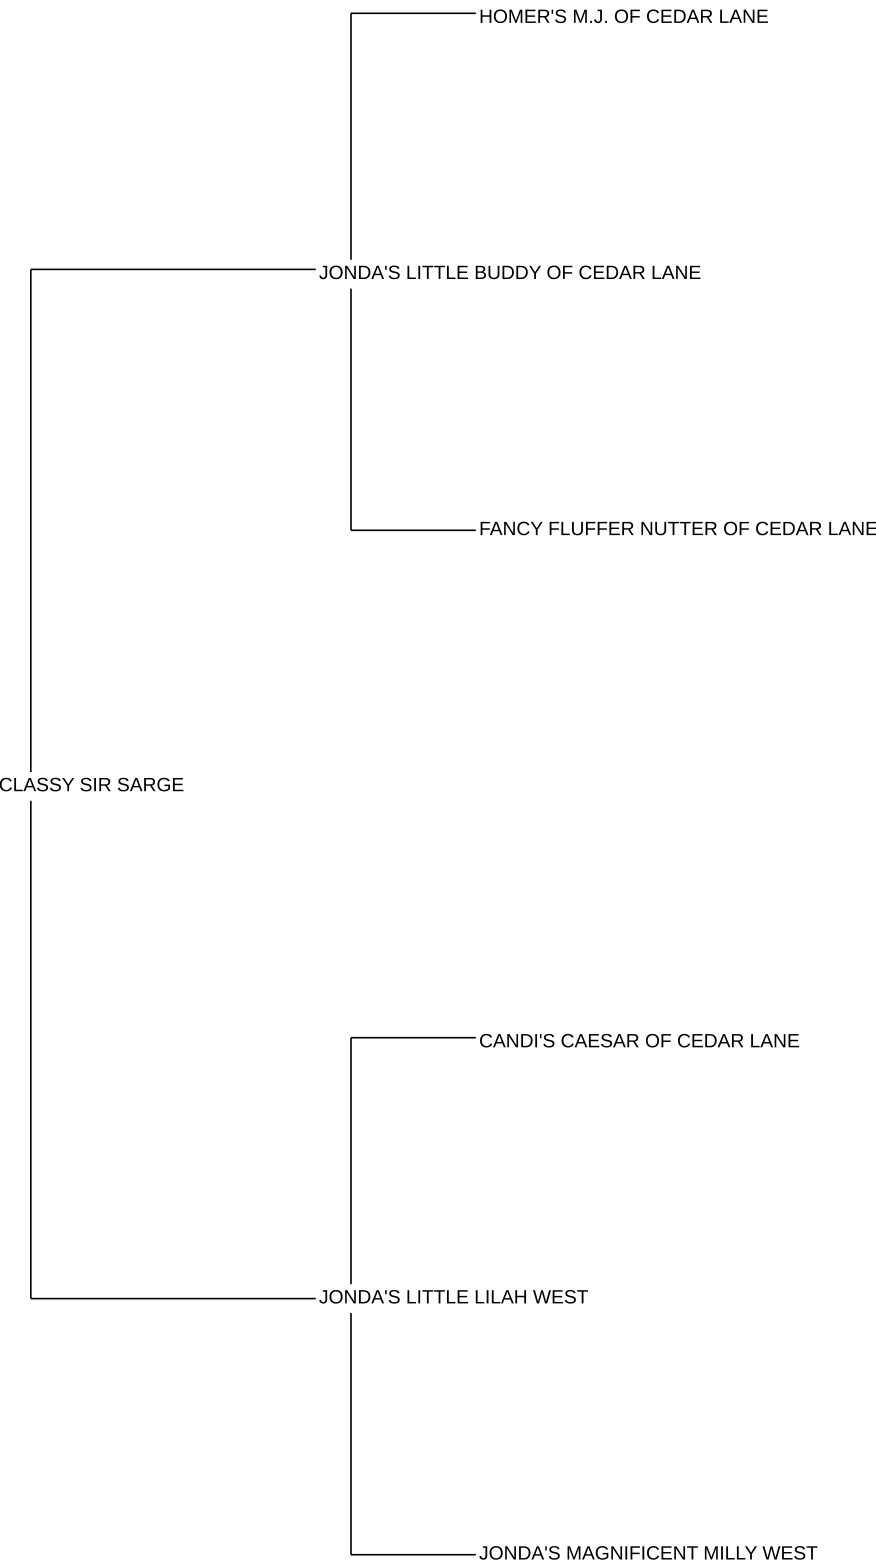 HOMER'S M.J. OF CEDAR LANE
JONDA'S LITTLE BUDDY OF CEDAR LANE
FANCY FLUFFER NUTTER OF CEDAR LANE
CLASSY SIR SARGE
CANDI'S CAESAR OF CEDAR LANE
JONDA'S LITTLE LILAH WEST
JONDA'S MAGNIFICENT MILLY WEST